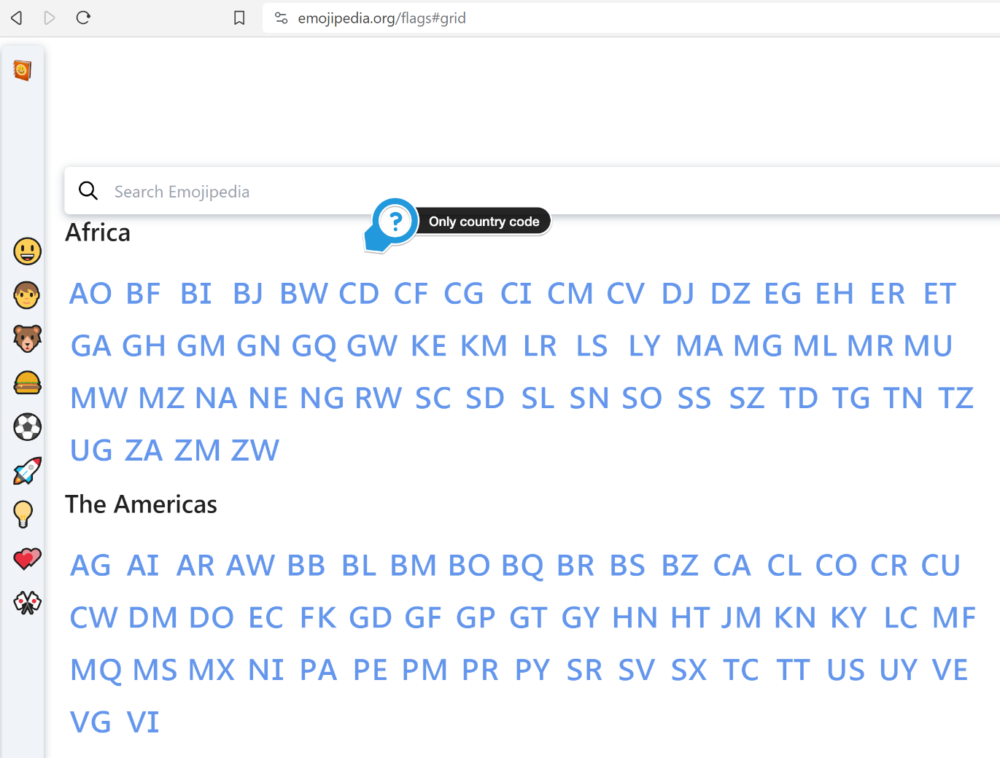 emojipedia.org/flags#grid
Search Emojipedia
?
Only country code
Africa
AO BF BI BJ BW CD CF CG CI CM CV DJ DZ EG EH ER ET
GA GH GM GN GQ GW KE KM LR LS LY MA MG ML MR MU
MW MZ NA NE NG RW SC SD SL SN SO SS SZ TD TG TN TZ
UG ZA ZM ZW
The Americas
AG AI AR AW BB BL BM BO BQ BR BS BZ CA CL CO CR CU
CW DM DO EC FK GD GF GP GT GY HN HT JM KN KY LC MF
MQ MS MX NI PA PE PM PR PY SR SV SX TC TT US UY VE
VG VI